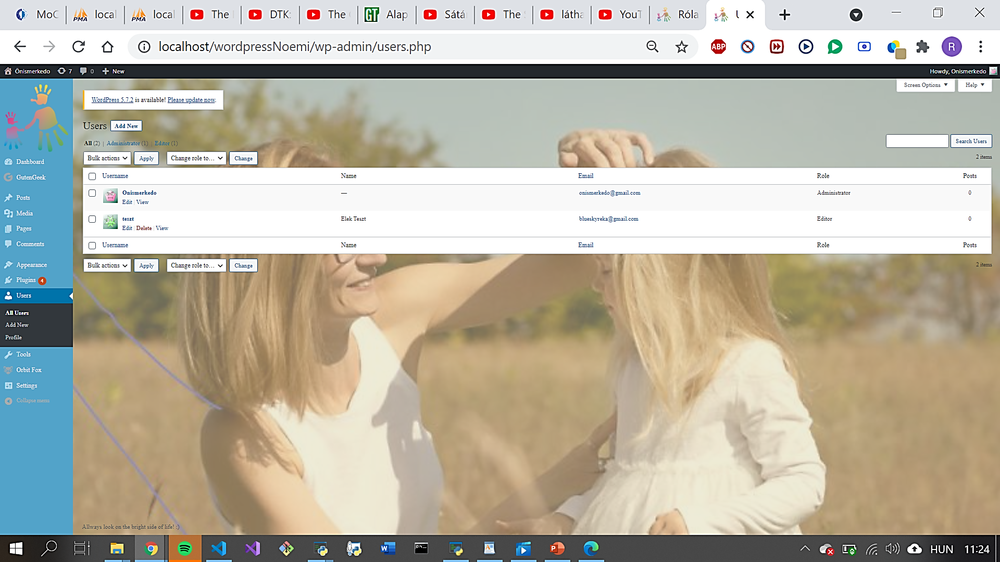 MoC
local
local
The
DTK:
The
GT Alap
Sátá
The
látha
YouT
Róla
localhost/wordpressNoemi/wp-admin/users.php
ABP
R
Önismerkedo 7 0 + New
Howdy, Onismerkedo
Screen Options Help
WordPress 5.7.2 is available! Please update now.
Users Add New
All (2) | Administrator (1) | Editor (1)
Search Users
Bulk actions Apply Change role to... Change
2 items
Username Name Email Role Posts
Onismerkedo — onismerkedo@gmail.com Administrator 0
Edit | View
teszt Elek Teszt blueskyreka@gmail.com Editor 0
Edit | Delete | View
Username Name Email Role Posts
Bulk actions Apply Change role to... Change
2 items
Dashboard
GutenGeek
Posts
Media
Pages
Comments
Appearance
Plugins 4
Users
All Users
Add New
Profile
Tools
Orbit Fox
Settings
Collapse menu
Allways look on the bright side of life! :)
HUN 11:24